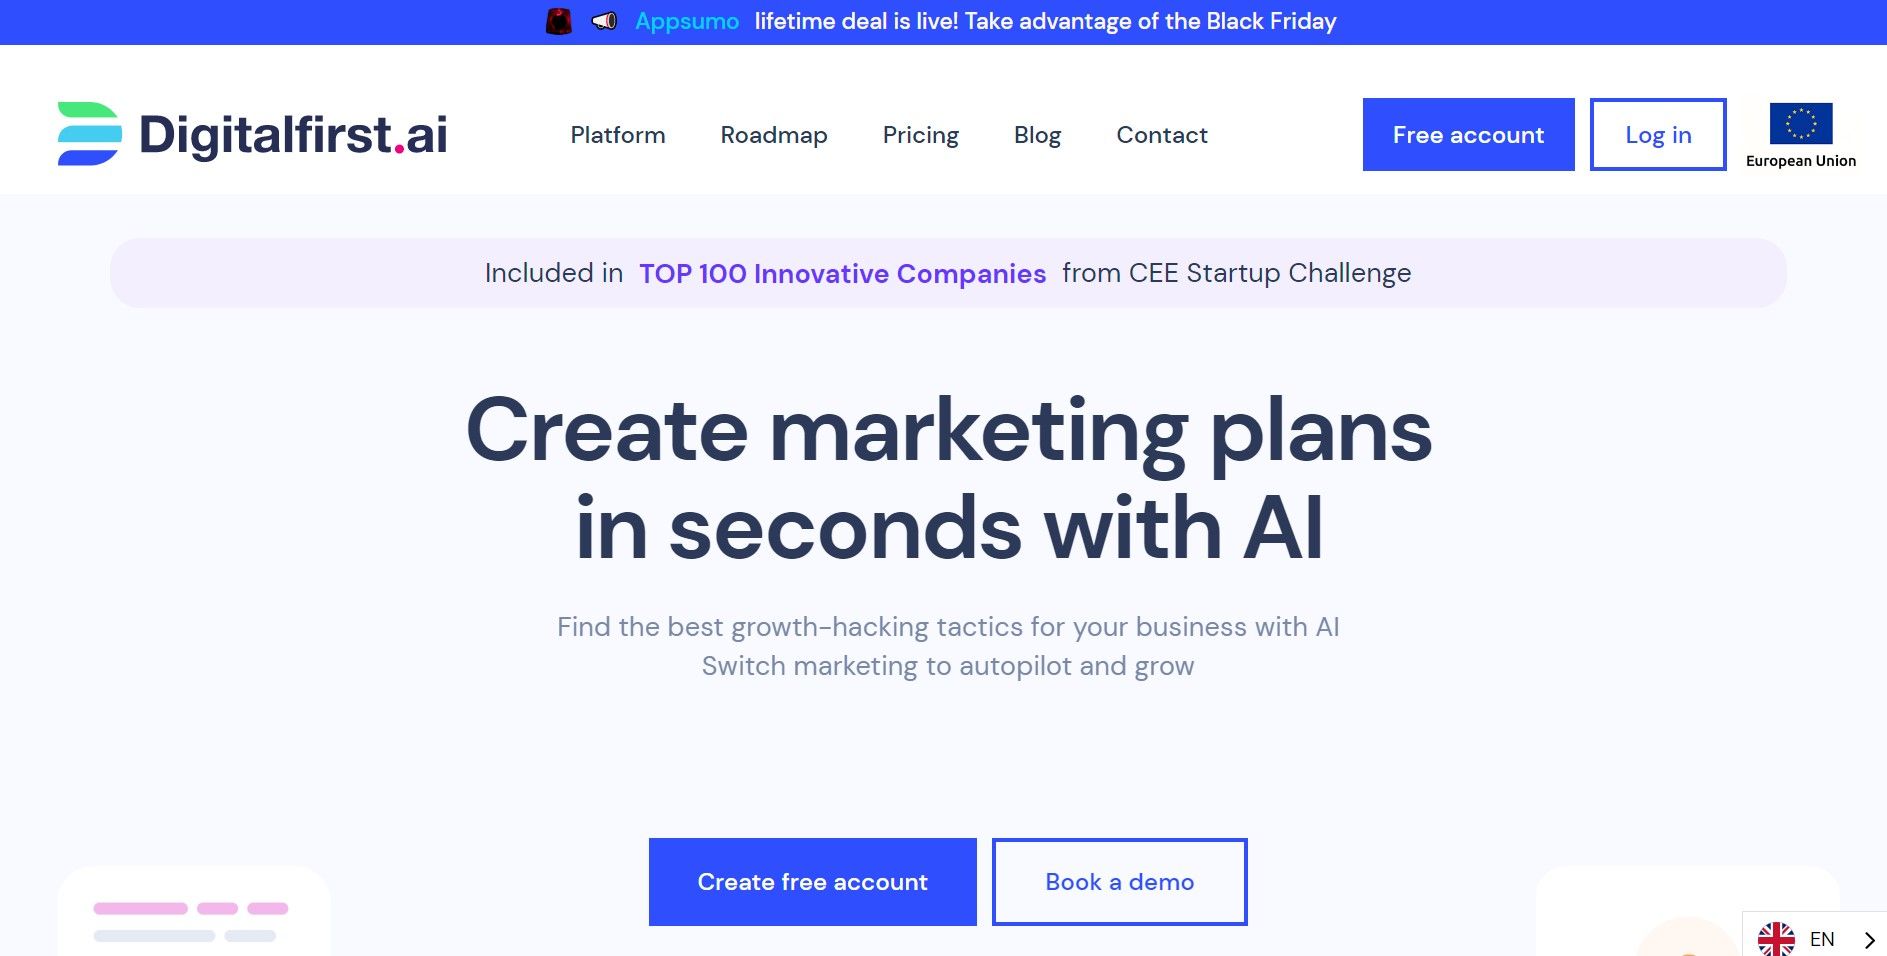 Appsumo lifetime deal is live! Take advantage of the Black Friday
Digitalfirst.ai
Platform
Roadmap
Pricing
Blog
Contact
Free account
Log in
European Union
Included in TOP 100 Innovative Companies from CEE Startup Challenge
Create marketing plans
in seconds with AI
Find the best growth-hacking tactics for your business with AI
Switch marketing to autopilot and grow
Create free account
Book a demo
EN